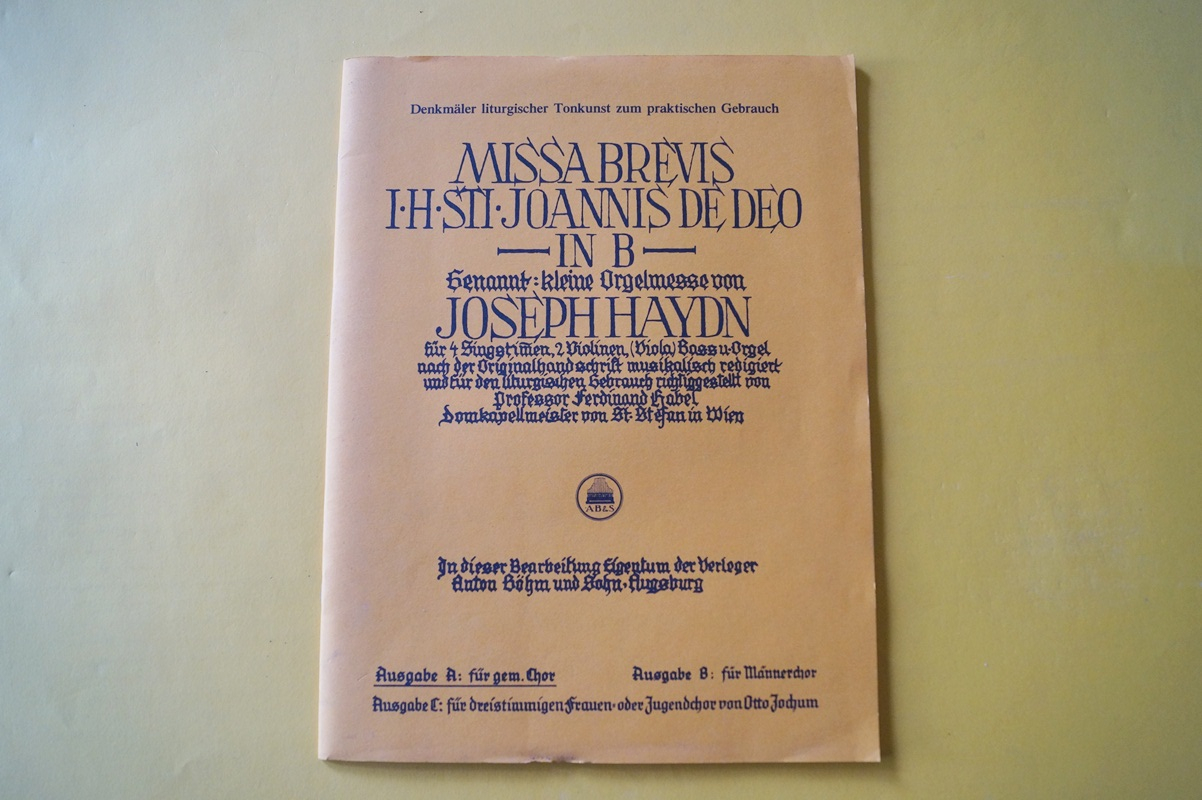 Denkmäler liturgischer Tonkunst zum praktischen Gebrauch
MISSA BREVIS
I·H·STI·JOANNIS DE DEO
IN B
Genannt: kleine Orgelmesse von
JOSEPH HAYDN
für 4 Singstim̄en, 2 Violinen, (Viola) Bass u. Orgel
nach der Originalhandschrift musikalisch redigiert
und für den liturgischen Gebrauch richtiggestellt von
Professor Ferdinand Habel
Domkapellmeister von St. Stefan in Wien
AB&S
In dieser Bearbeitung Eigentum der Verleger
Anton Böhm und Sohn, Augsburg
Ausgabe A: für gem. Chor Ausgabe B: für Männerchor
Ausgabe C: für dreistimmigen Frauen- oder Jugendchor von Otto Jochum